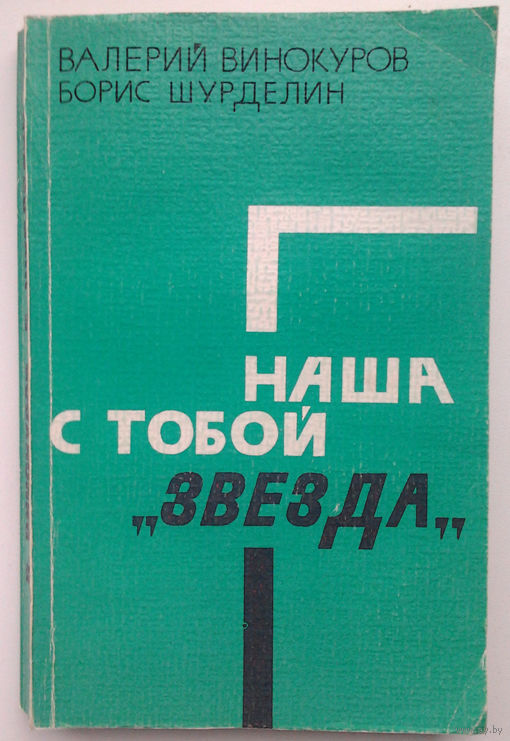 ВАЛЕРИЙ ВИНОКУРОВ
БОРИС ШУРДЕЛИН
НАША
С ТОБОЙ
„ЗВЕЗДА„